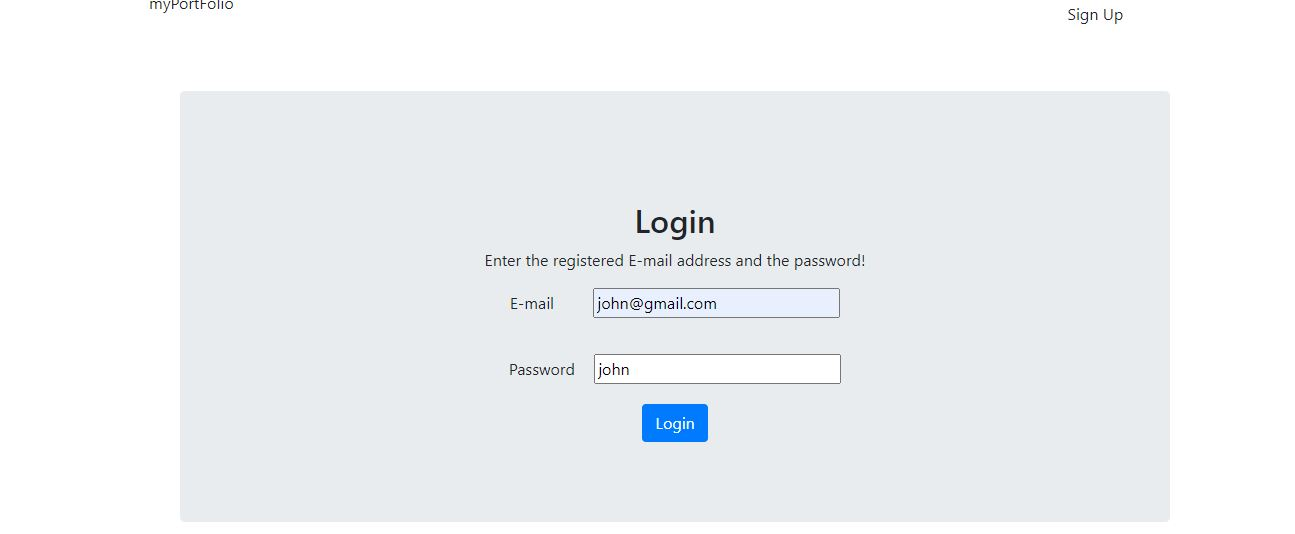 myPortFolio
Sign Up
Login
Enter the registered E-mail address and the password!
E-mail john@gmail.com
Password john
Login